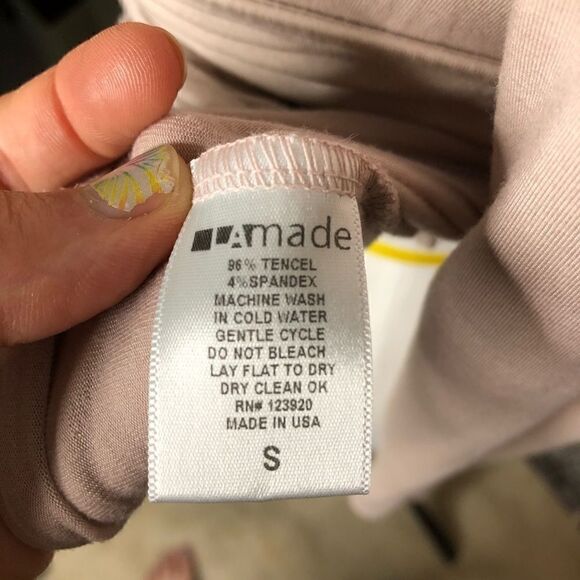 LAmade
96% TENCEL
4%SPANDEX
MACHINE WASH
IN COLD WATER
GENTLE CYCLE
DO NOT BLEACH
LAY FLAT TO DRY
DRY CLEAN OK
RN# 123920
MADE IN USA
S